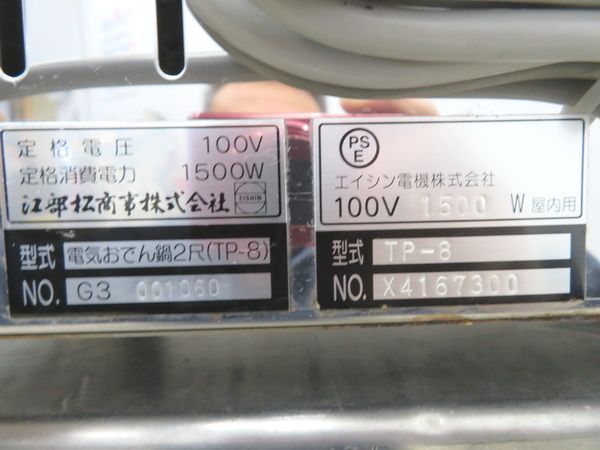 定格電圧 100V
定格消費電力 1500W
江部松商事株式会社 EISHIN
型式 電気おでん鍋2尺(TP-8)
NO. G3 001060
PS
E
エイシン電機株式会社
100V 1500 W 屋内用
型式 TP-8
NO. X4167300